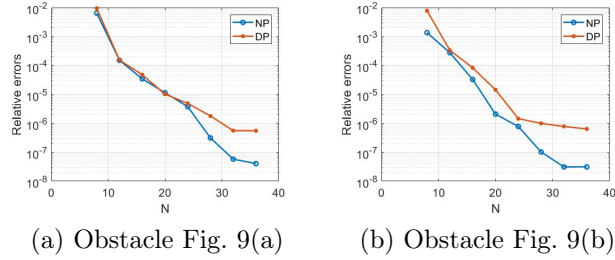 10^-2
10^-3
10^-4
10^-5
10^-6
10^-7
10^-8
Relative errors
0 10 20 30 40
N
NP
DP
10^-2
10^-3
10^-4
10^-5
10^-6
10^-7
10^-8
Relative errors
0 10 20 30 40
N
NP
DP
(a) Obstacle Fig. 9(a)
(b) Obstacle Fig. 9(b)